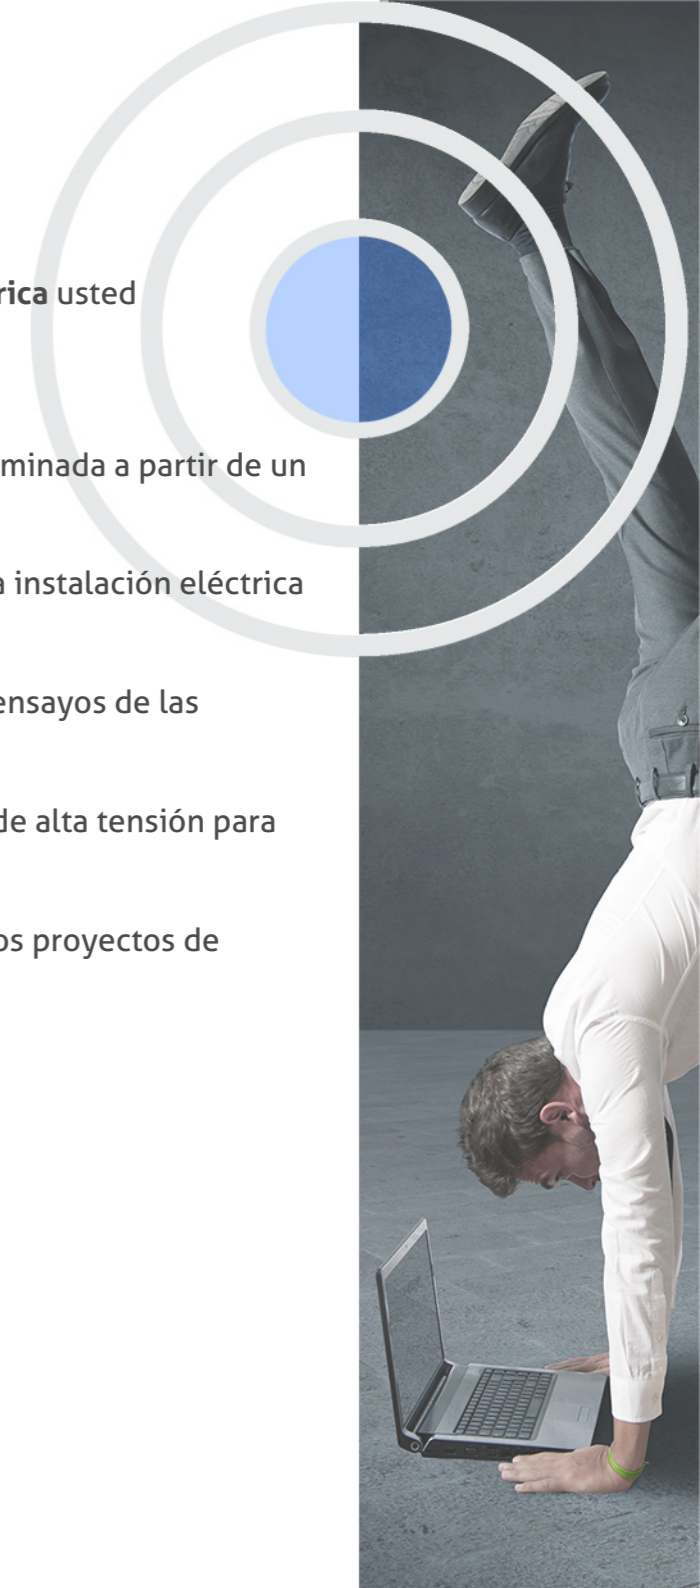 rica usted
minada a partir de un
a instalación eléctrica
ensayos de las
de alta tensión para
os proyectos de